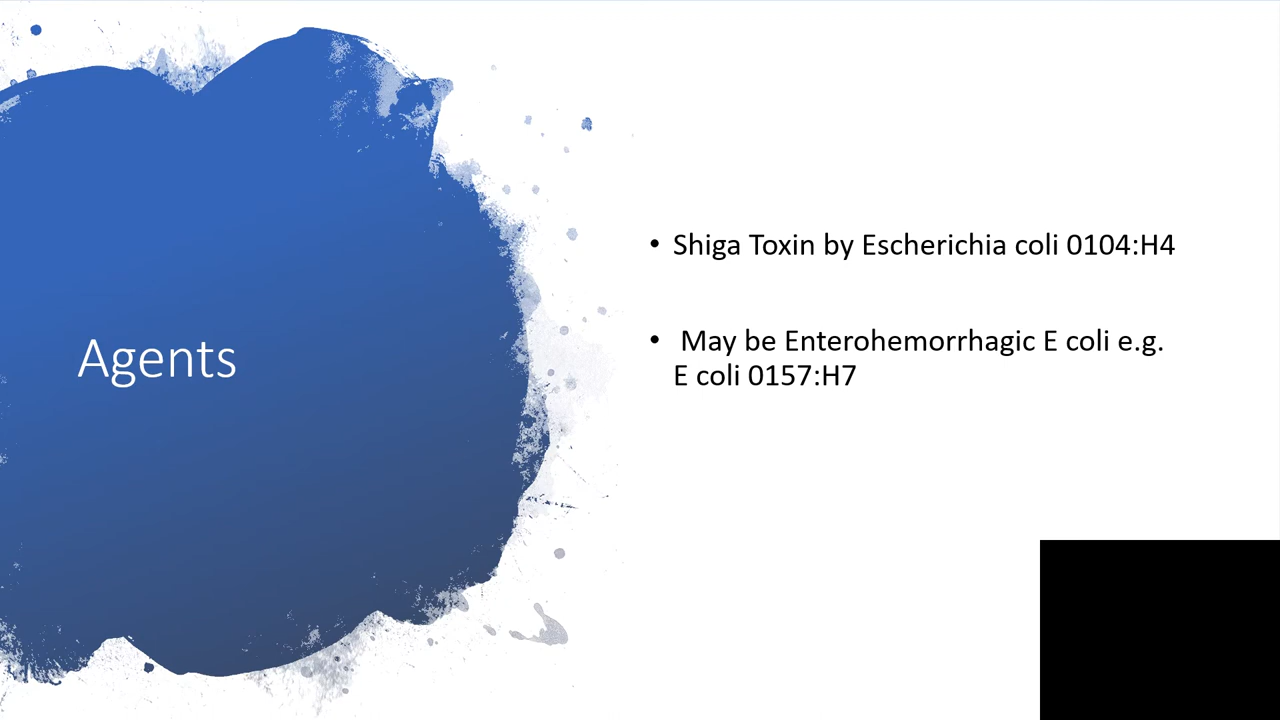 Agents
• Shiga Toxin by Escherichia coli 0104:H4
• May be Enterohemorrhagic E coli e.g.
E coli 0157:H7